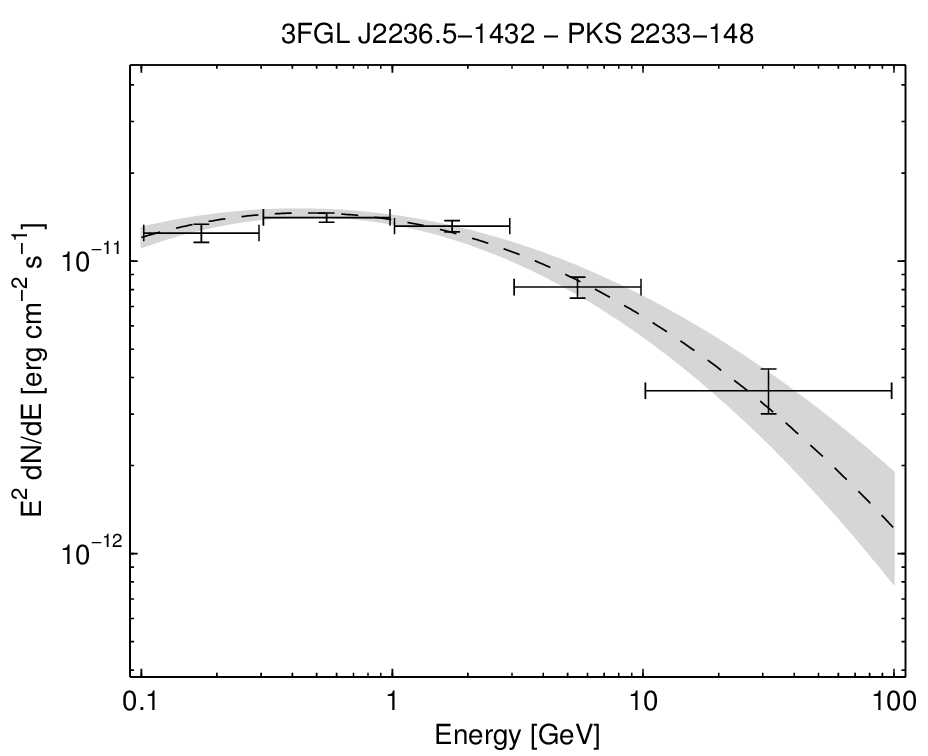 3FGL J2236.5−1432 − PKS 2233−148
E² dN/dE [erg cm⁻² s⁻¹]
10⁻¹¹
10⁻¹²
0.1 1 10 100
Energy [GeV]